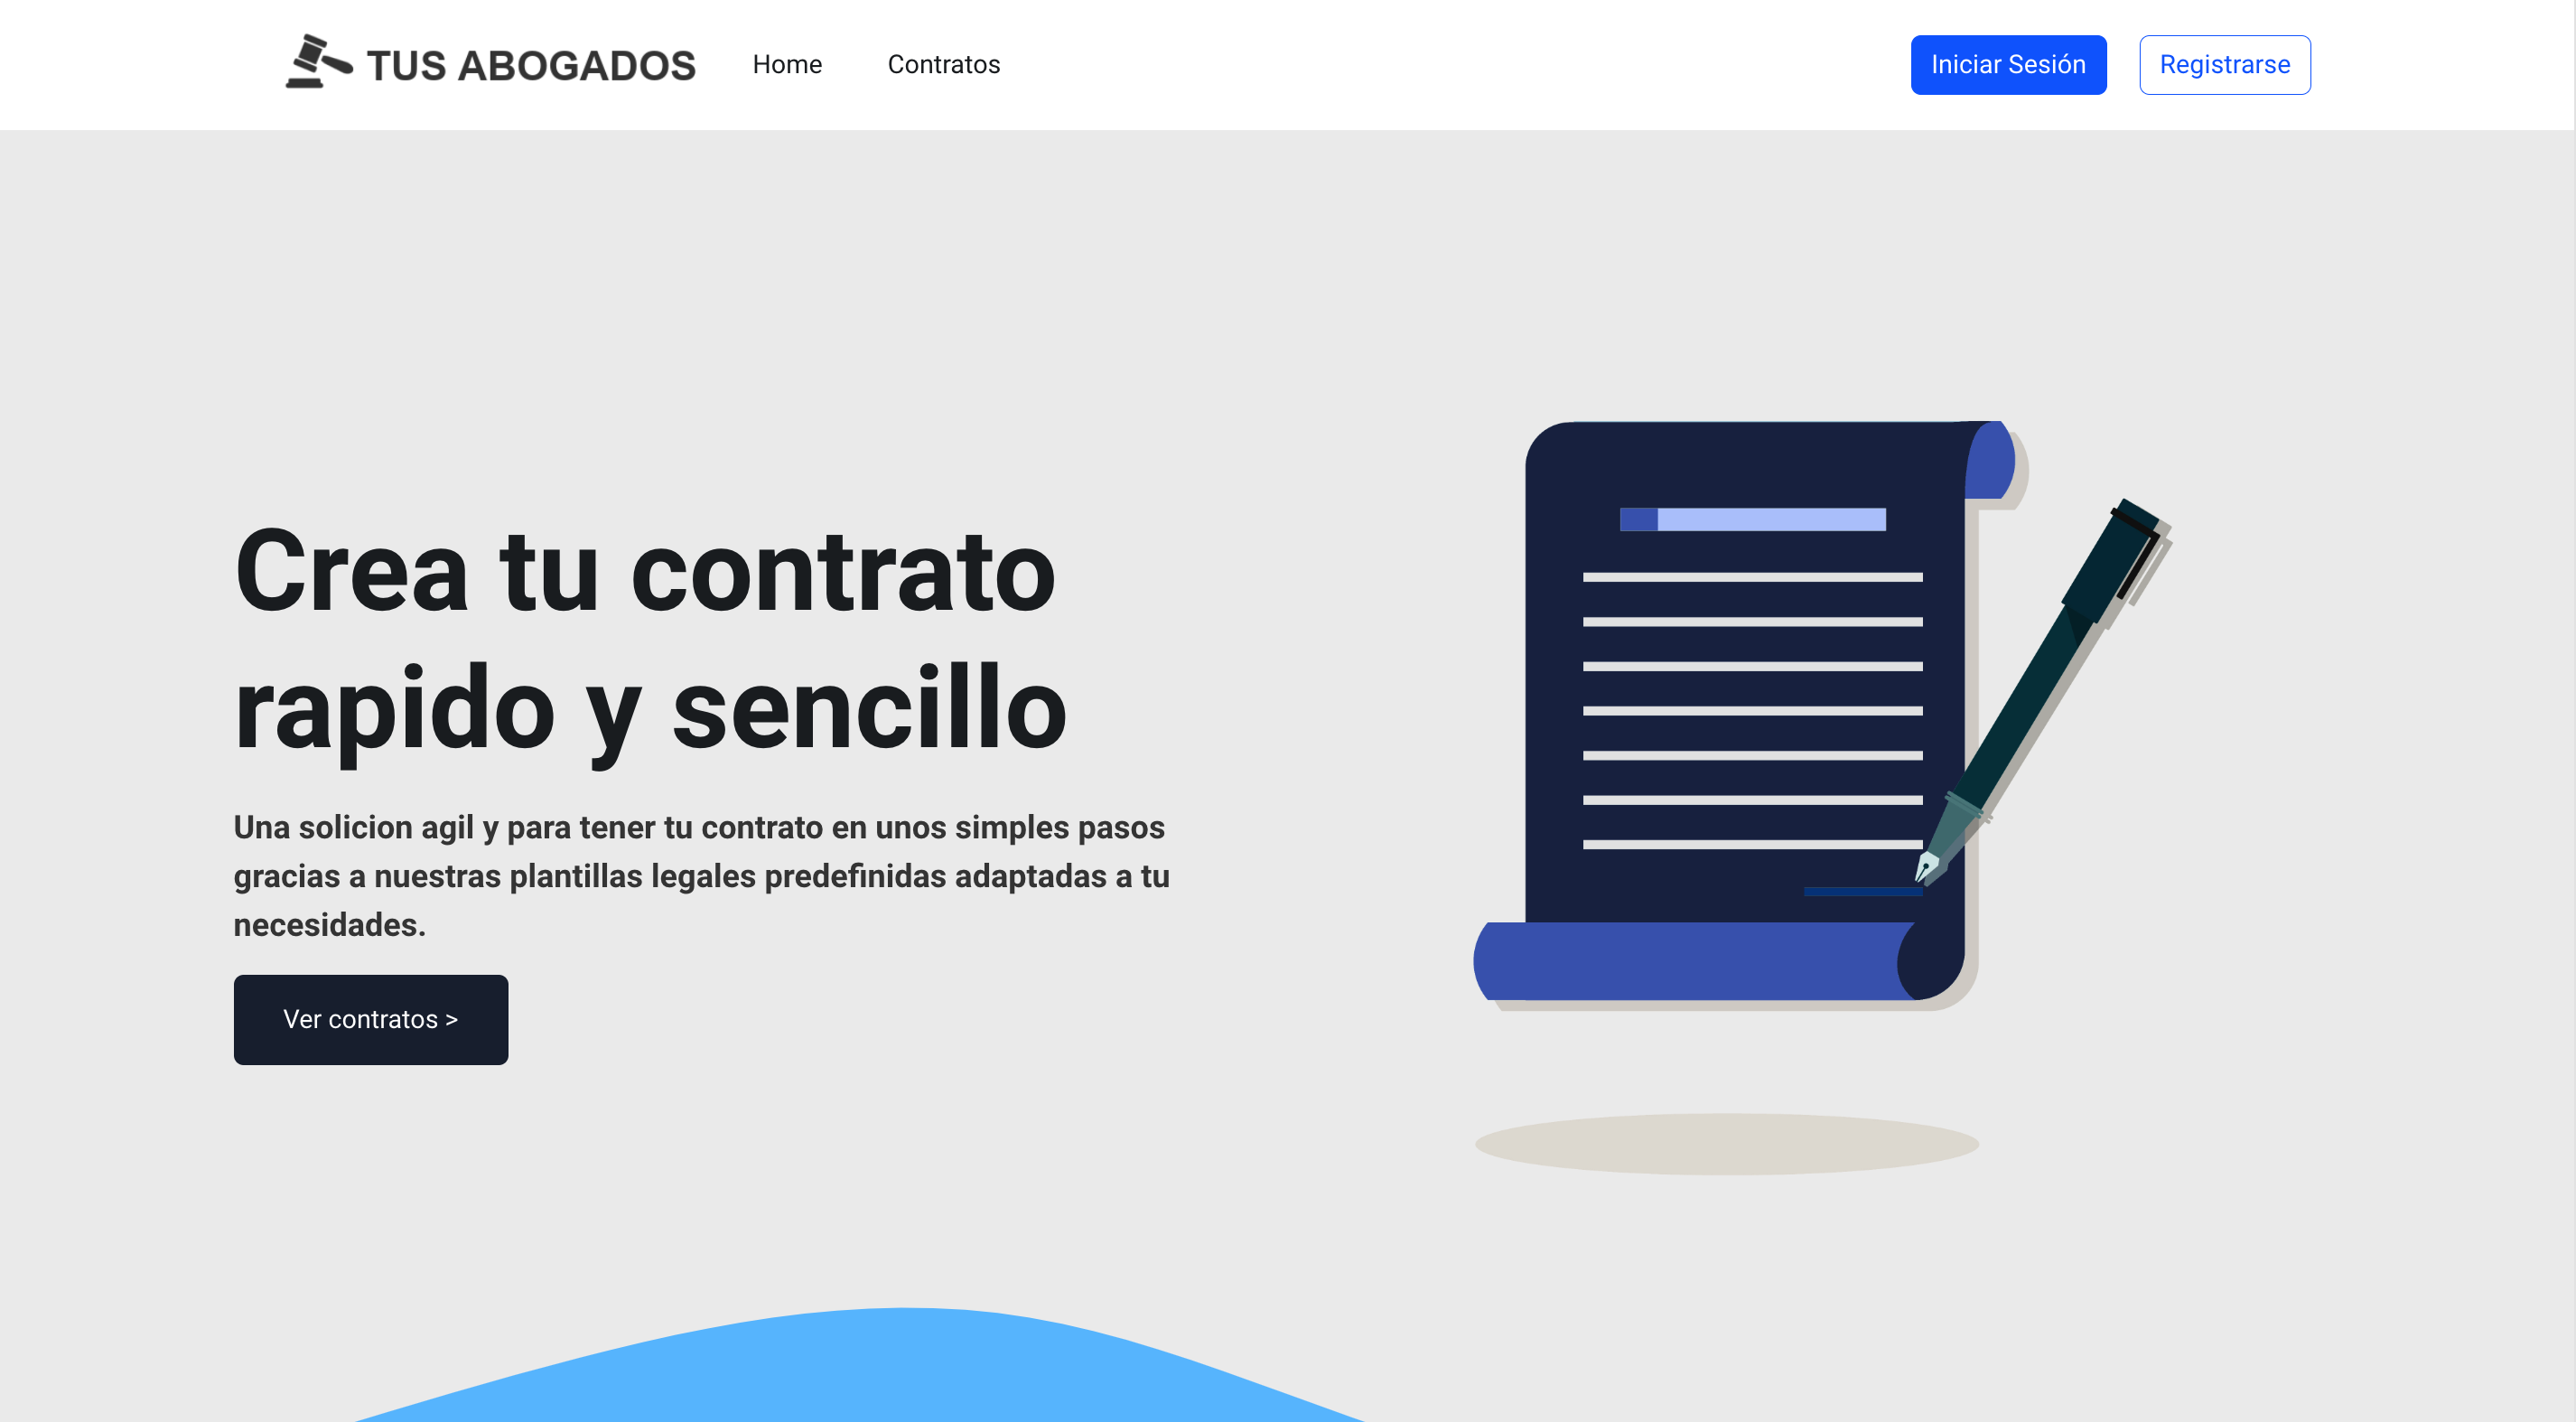 TUS ABOGADOS
Home
Contratos
Iniciar Sesión
Registrarse
Crea tu contrato
rapido y sencillo
Una solicion agil y para tener tu contrato en unos simples pasos
gracias a nuestras plantillas legales predefinidas adaptadas a tu
necesidades.
Ver contratos >